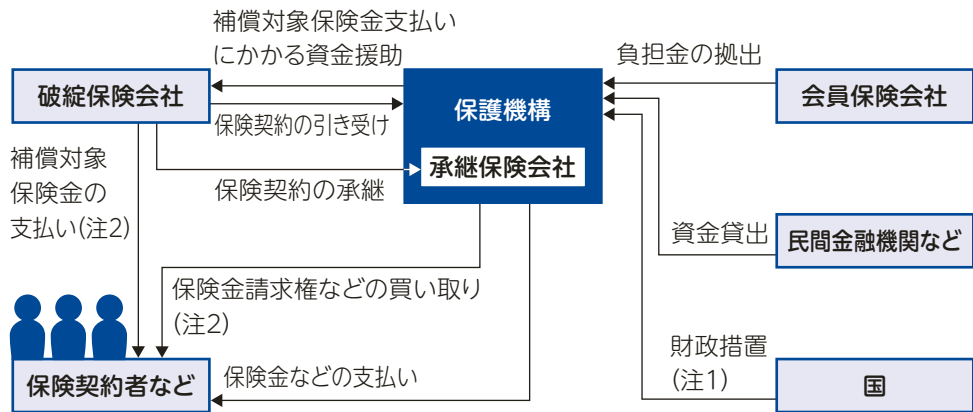 補償対象保険金支払い
にかかる資金援助
負担金の拠出
破綻保険会社
保護機構
会員保険会社
保険契約の引き受け
承継保険会社
補償対象
保険金の
支払い(注2)
保険契約の承継
資金貸出
民間金融機関など
保険金請求権などの買い取り
(注2)
財政措置
(注1)
保険契約者など
保険金などの支払い
国